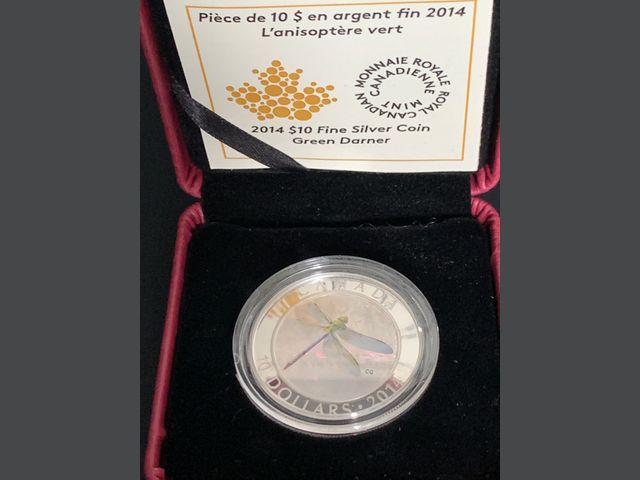 Pièce de 10 $ en argent fin 2014
L'anisoptère vert
MONNAIE ROYALE CANADIENNE
ROYAL CANADIAN MINT
2014 $10 Fine Silver Coin
Green Darner
CANADA
CG
10 DOLLARS • 2014